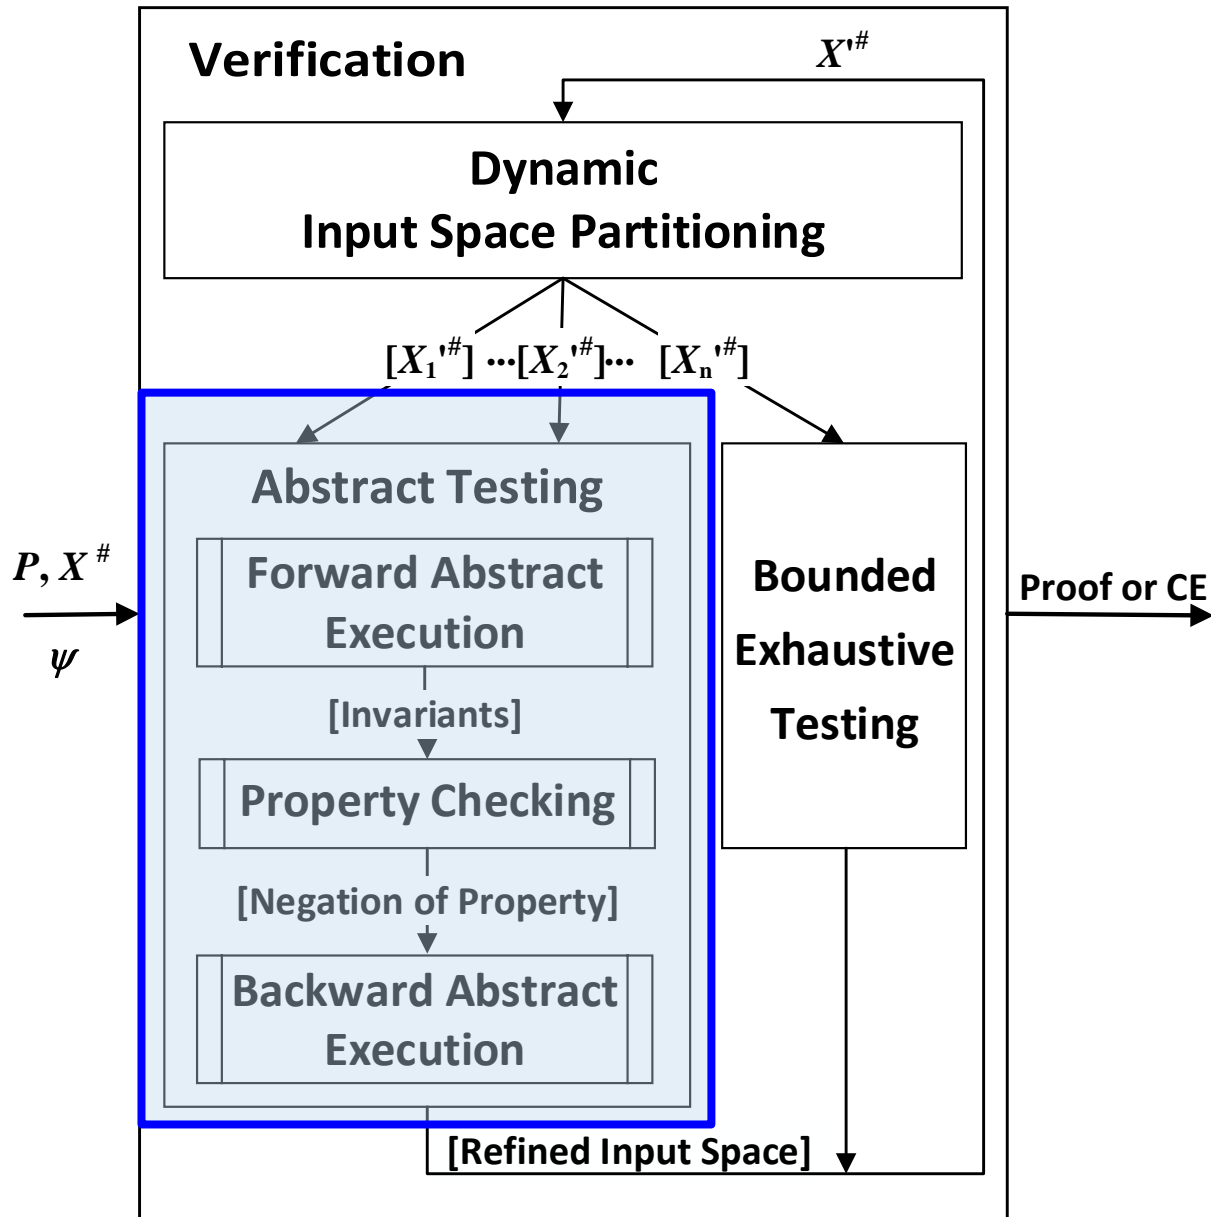 Verification
X'#
Dynamic
Input Space Partitioning
[X1'#] ...[X2'#]... [Xn'#]
Abstract Testing
Forward Abstract
Execution
[Invariants]
Property Checking
[Negation of Property]
Backward Abstract
Execution
Bounded
Exhaustive
Testing
P, X #
ψ
Proof or CE
[Refined Input Space]